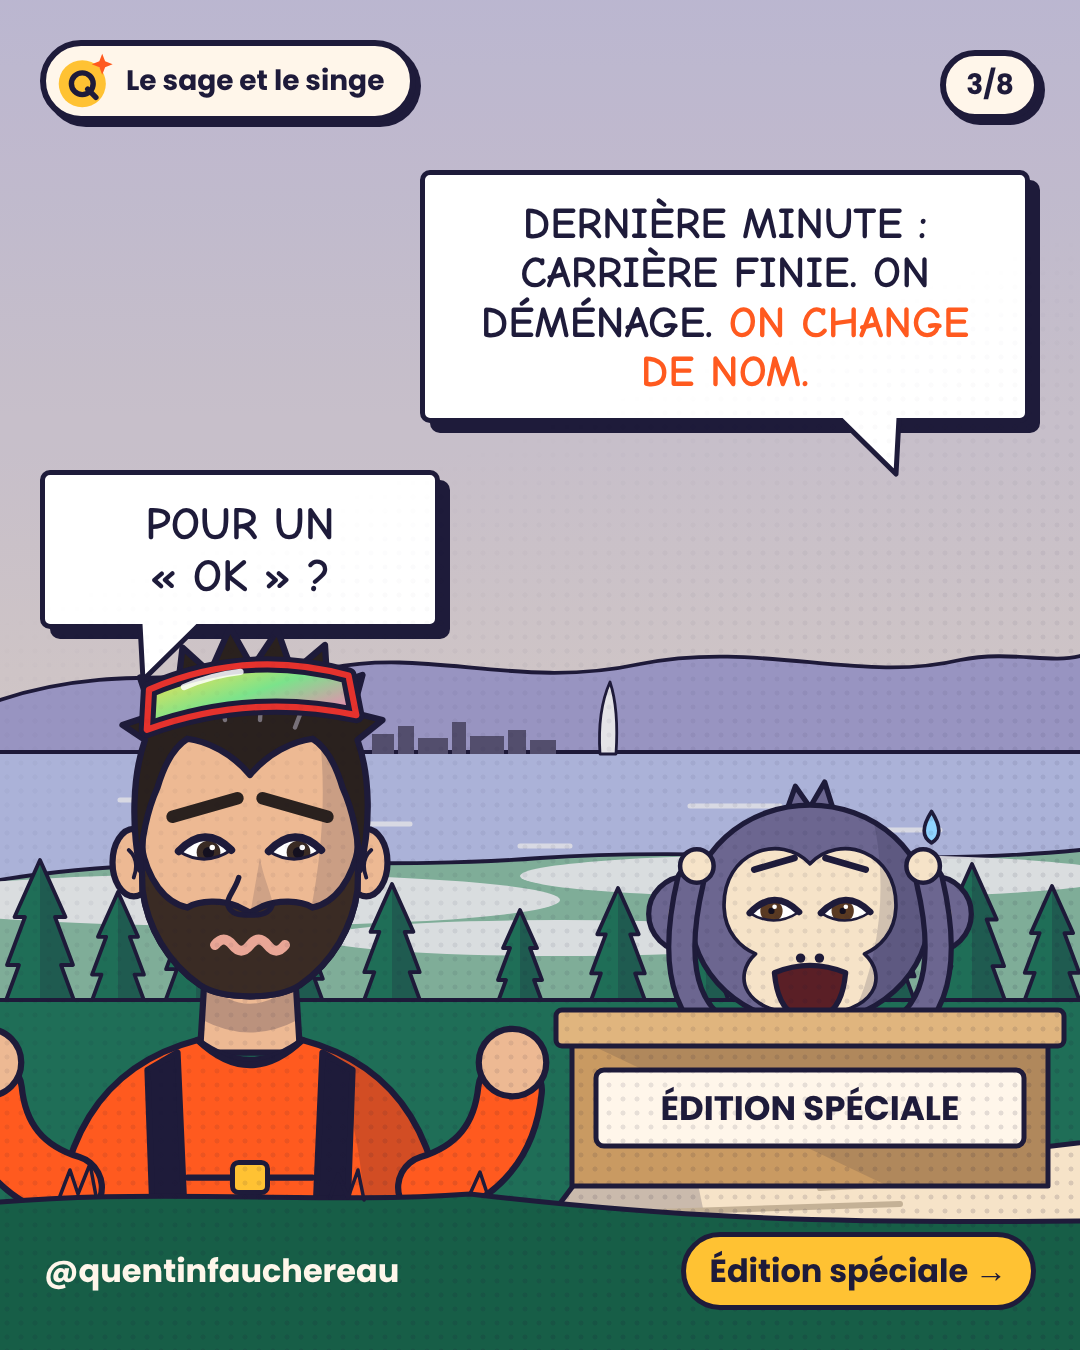 Q Le sage et le singe
3/8
DERNIÈRE MINUTE :
CARRIÈRE FINIE. ON
DÉMÉNAGE. ON CHANGE
DE NOM.
POUR UN
« OK » ?
ÉDITION SPÉCIALE
@quentinfauchereau
Édition spéciale →